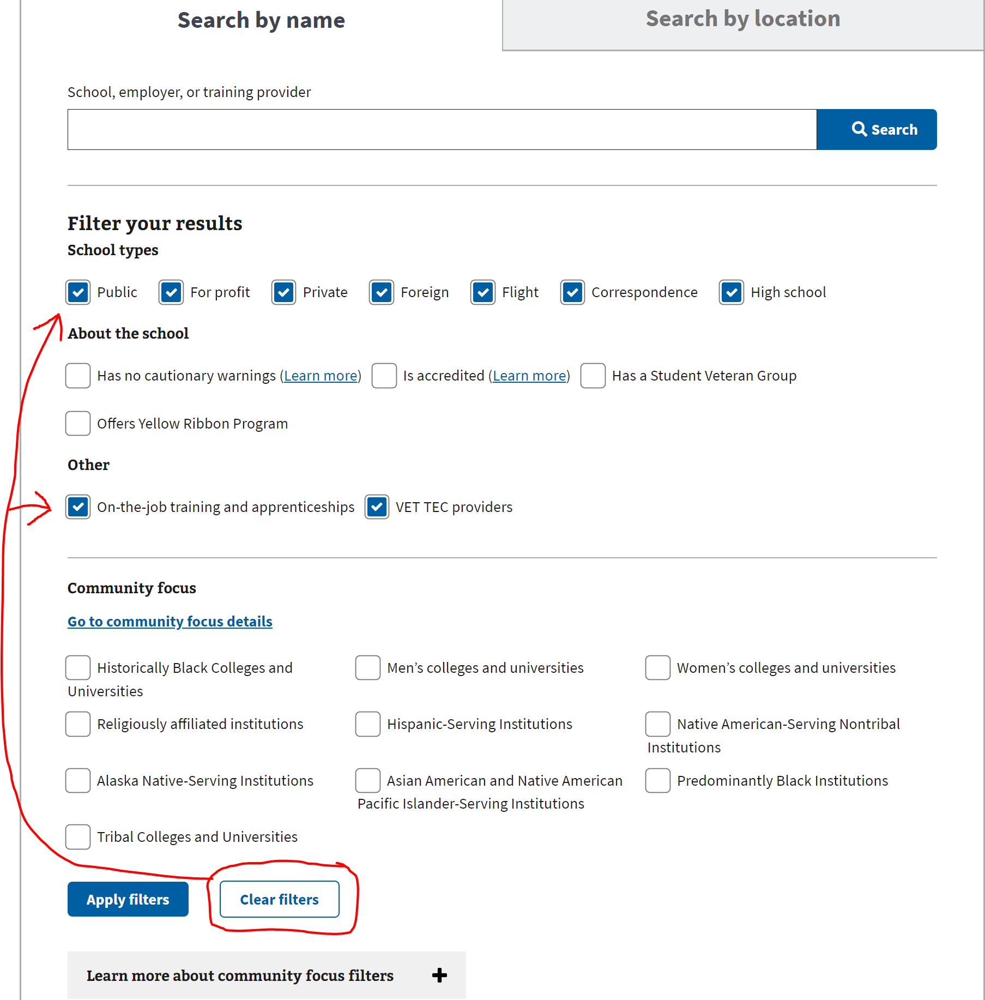 Search by name
Search by location
School, employer, or training provider
Search
Filter your results
School types
Public For profit Private Foreign Flight Correspondence High school
About the school
Has no cautionary warnings (Learn more) Is accredited (Learn more) Has a Student Veteran Group
Offers Yellow Ribbon Program
Other
On-the-job training and apprenticeships VET TEC providers
Community focus
Go to community focus details
Historically Black Colleges and
Universities
Men’s colleges and universities
Women’s colleges and universities
Religiously affiliated institutions
Hispanic-Serving Institutions
Native American-Serving Nontribal
Institutions
Alaska Native-Serving Institutions
Asian American and Native American
Pacific Islander-Serving Institutions
Predominantly Black Institutions
Tribal Colleges and Universities
Apply filters
Clear filters
Learn more about community focus filters